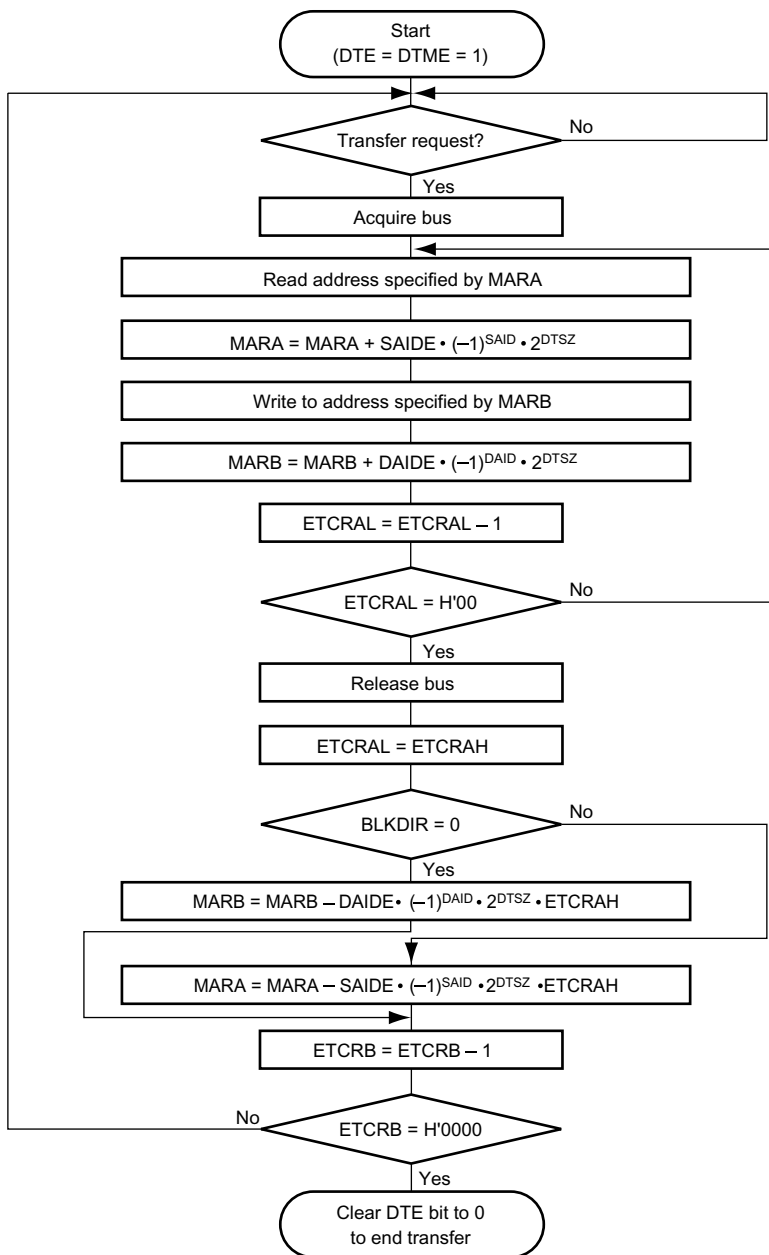 Start
(DTE = DTME = 1)
Transfer request?
No
Yes
Acquire bus
Read address specified by MARA
MARA = MARA + SAIDE • (–1)^SAID • 2^DTSZ
Write to address specified by MARB
MARB = MARB + DAIDE • (–1)^DAID • 2^DTSZ
ETCRAL = ETCRAL – 1
ETCRAL = H'00
No
Yes
Release bus
ETCRAL = ETCRAH
BLKDIR = 0
No
Yes
MARB = MARB – DAIDE • (–1)^DAID • 2^DTSZ • ETCRAH
MARA = MARA – SAIDE • (–1)^SAID • 2^DTSZ • ETCRAH
ETCRB = ETCRB – 1
No
ETCRB = H'0000
Yes
Clear DTE bit to 0
to end transfer